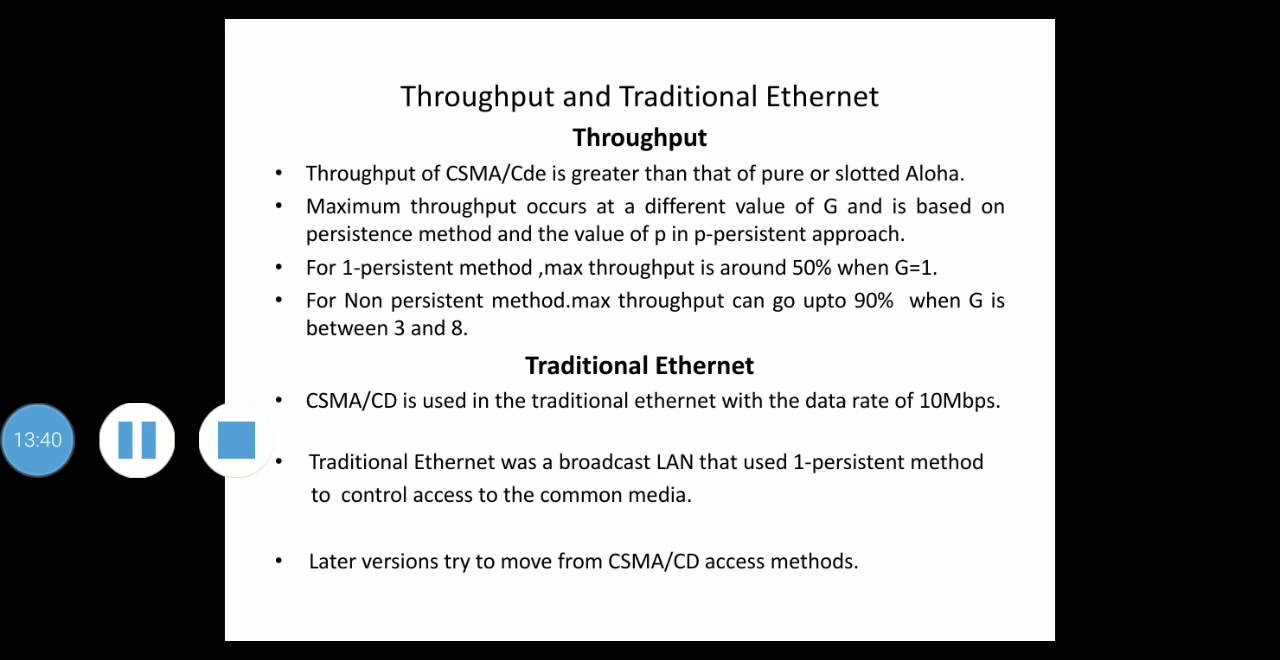 Throughput and Traditional Ethernet
Throughput
• Throughput of CSMA/Cde is greater than that of pure or slotted Aloha.
• Maximum throughput occurs at a different value of G and is based on
persistence method and the value of p in p-persistent approach.
• For 1-persistent method ,max throughput is around 50% when G=1.
• For Non persistent method.max throughput can go upto 90% when G is
between 3 and 8.
Traditional Ethernet
• CSMA/CD is used in the traditional ethernet with the data rate of 10Mbps.
13:40
• Traditional Ethernet was a broadcast LAN that used 1-persistent method
to control access to the common media.
• Later versions try to move from CSMA/CD access methods.